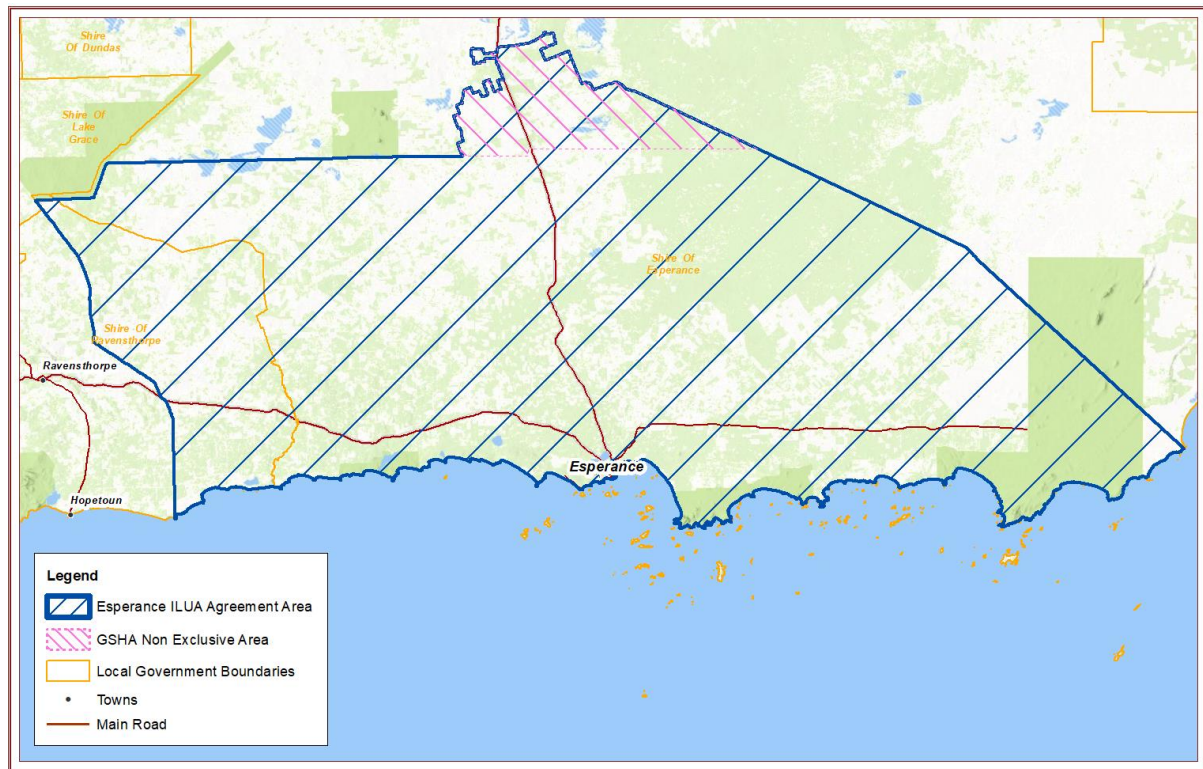 Shire
Of Dundas
Shire Of
Lake
Grace
Shire Of
Esperance
Shire Of
Ravensthorpe
Ravensthorpe
Esperance
Hopetoun
Legend
Esperance ILUA Agreement Area
GSHA Non Exclusive Area
Local Government Boundaries
Towns
Main Road